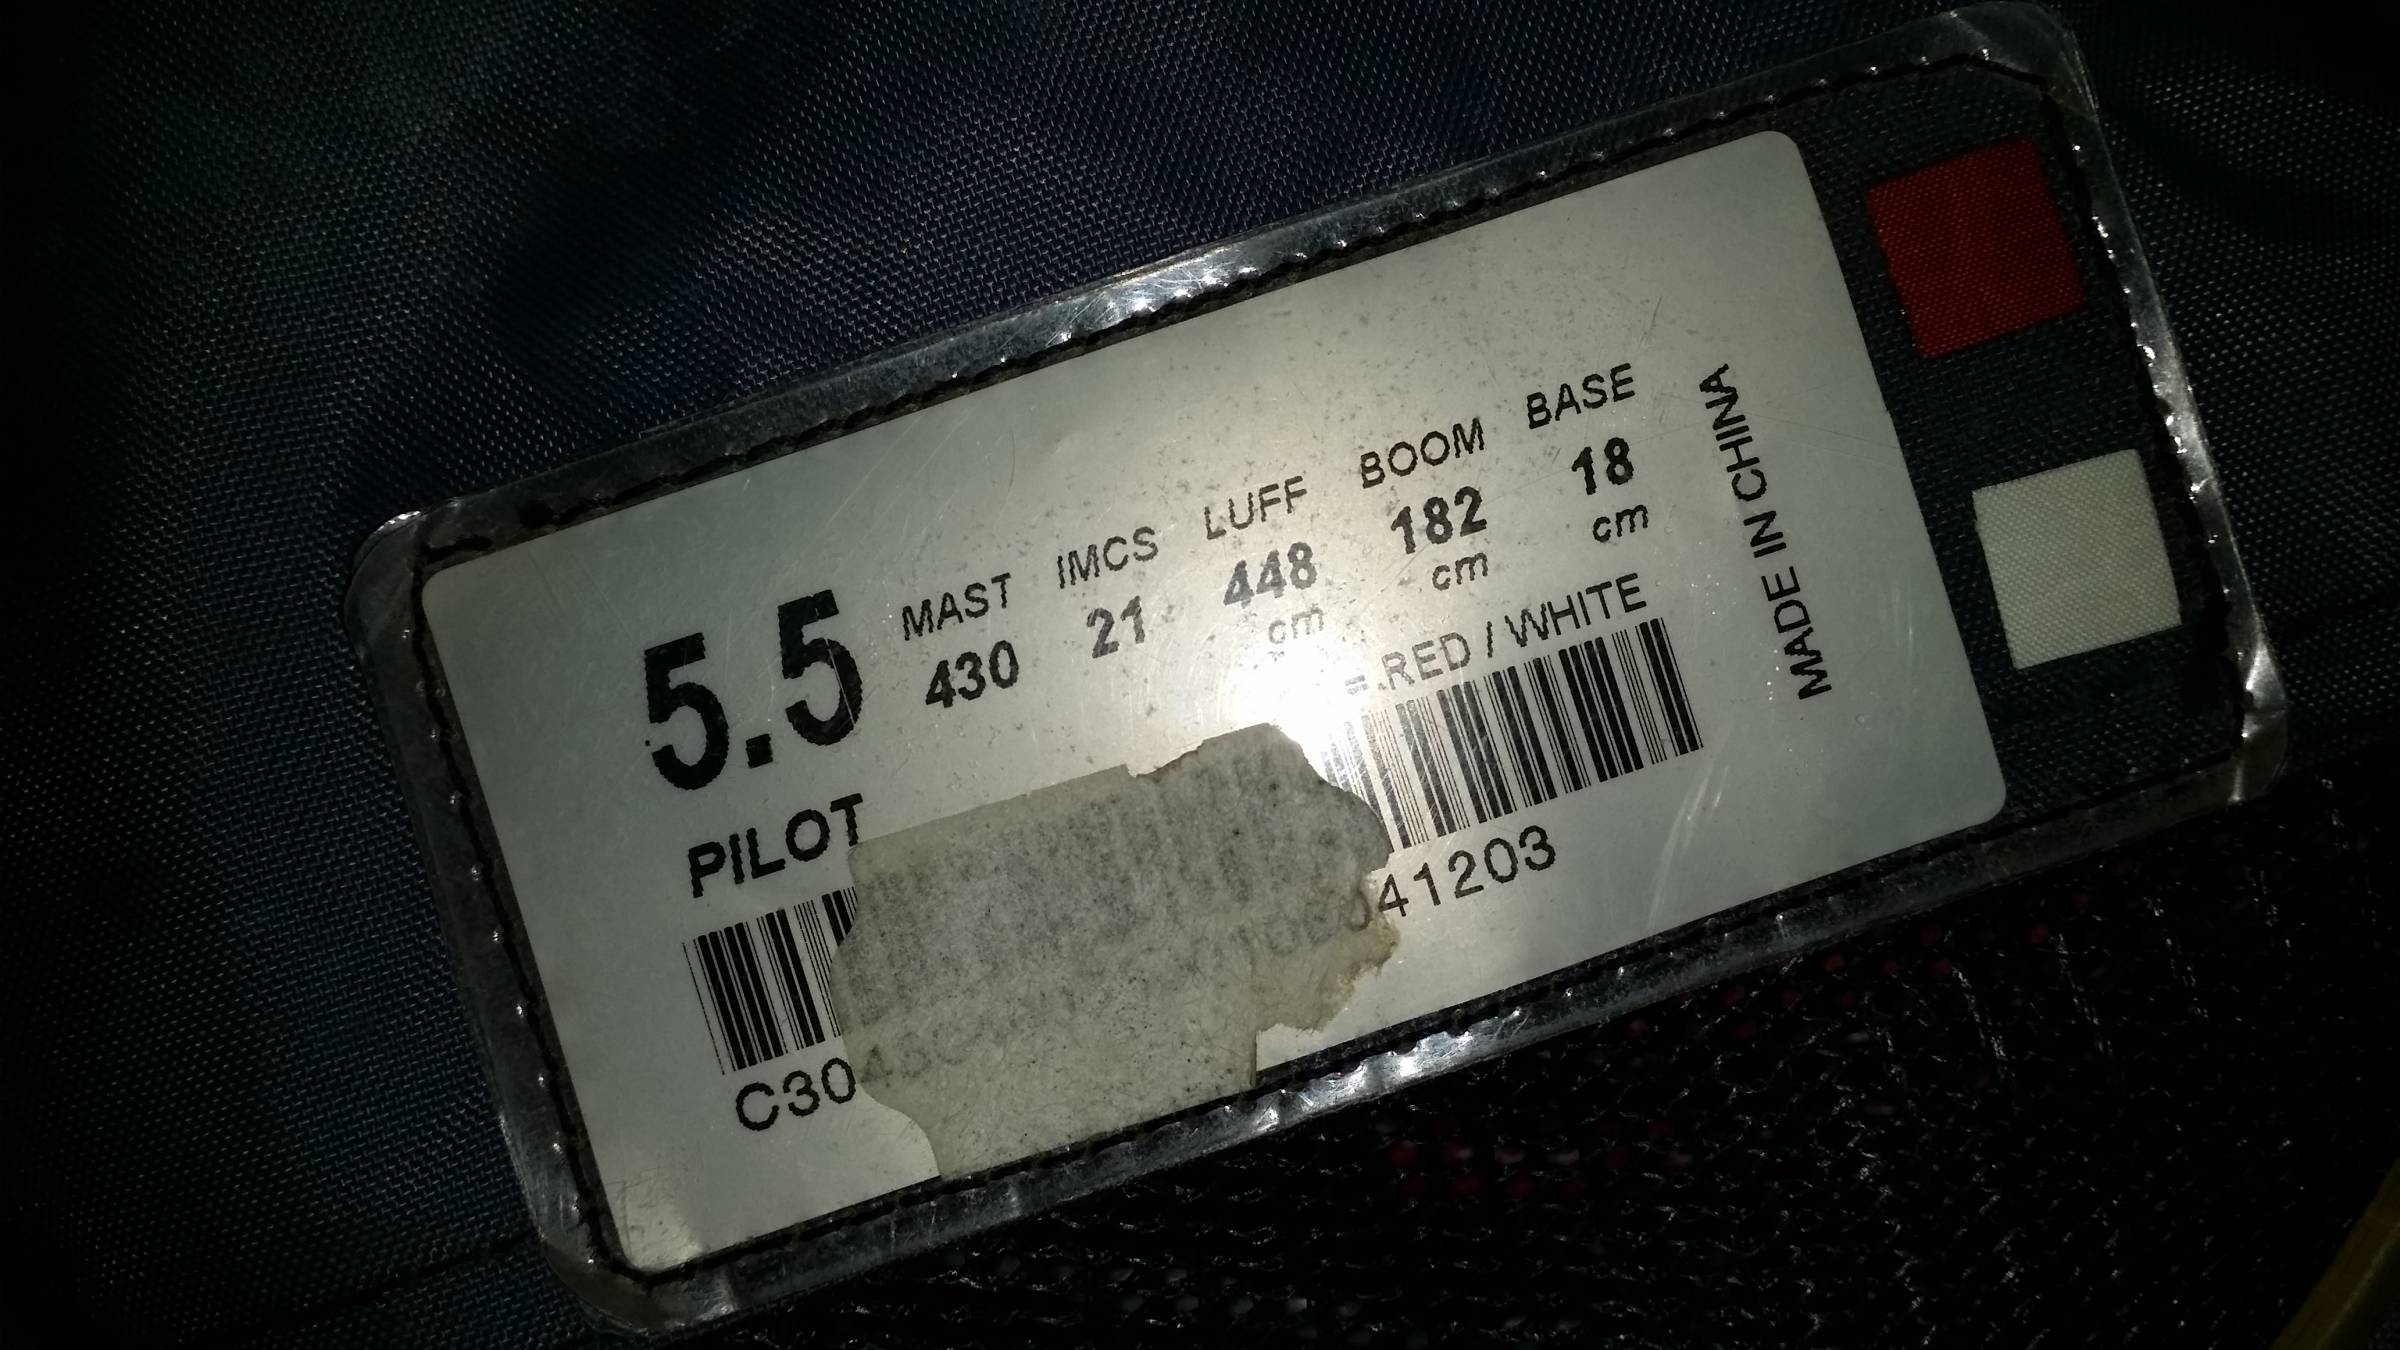 5.5
MAST IMCS LUFF BOOM BASE
430 21 448 182 18
cm cm cm
RED / WHITE
PILOT
C30
41203
MADE IN CHINA